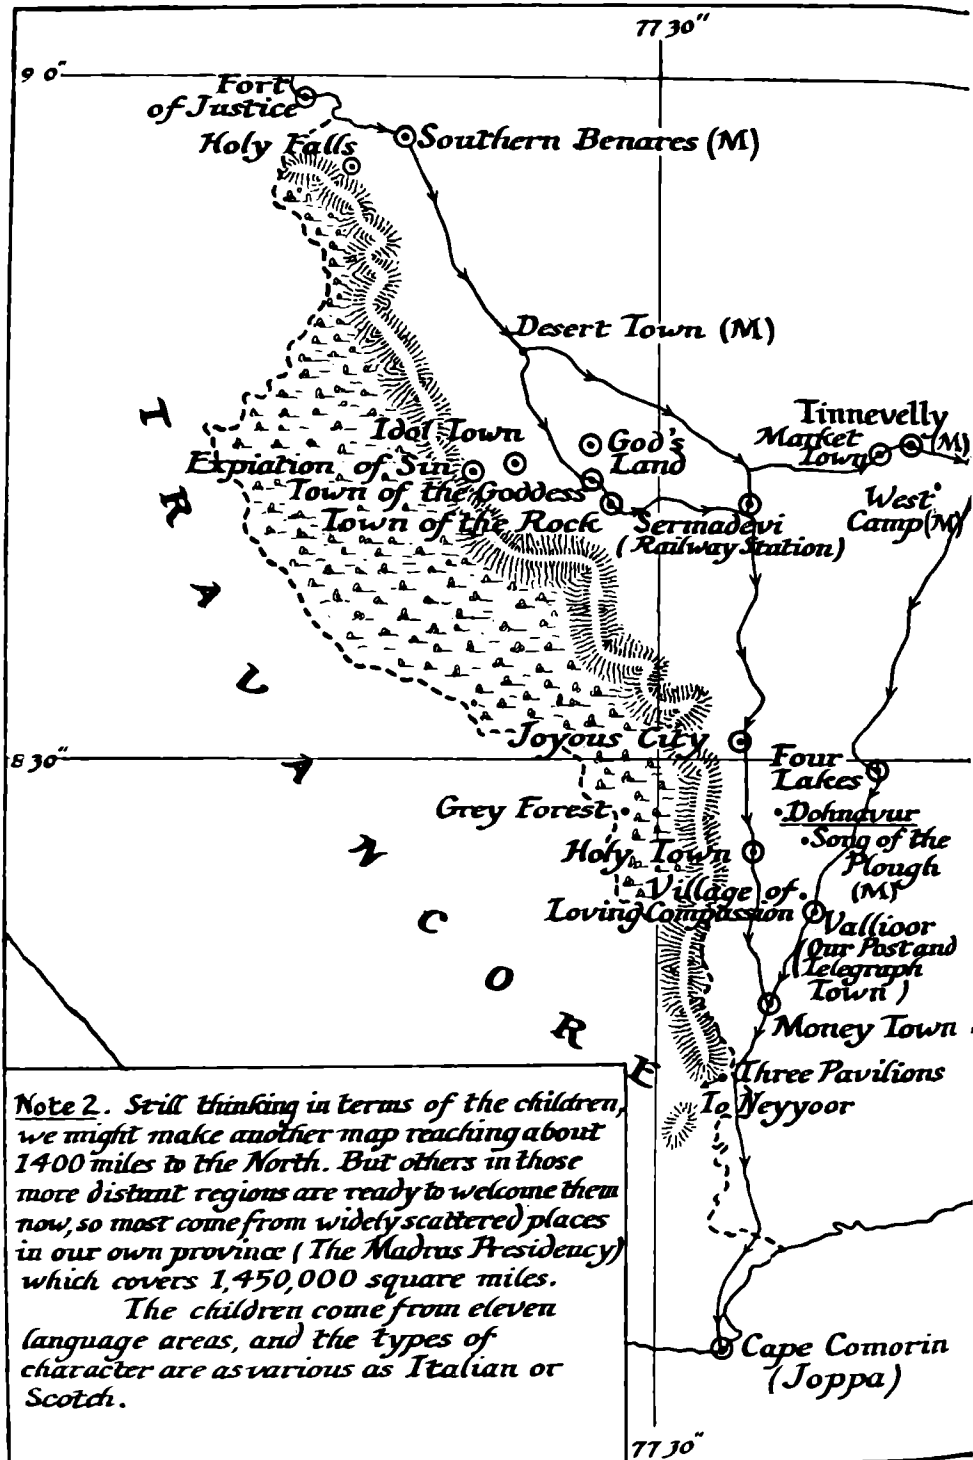 77 30"
9 0"
Fort
of Justice
Holy Falls
Southern Benares (M)
Desert Town (M)
Tinnevelly
(M)
Market
Town
Idol Town
God's
Land
Expiation of Sin
Town of the Goddess
Town of the Rock
Sermadevi
(Railway Station)
West
Camp (M)
TRAVANCORE
Joyous City
8 30"
Four
Lakes
Grey Forest
Dohnavur
Song of the
Plough
(M)
Holy Town
Village of
Loving Compassion
Vallioor
(Our Post and
Telegraph
Town)
Money Town
Three Pavilions
To Neyyoor
Note 2. Still thinking in terms of the children,
we might make another map reaching about
1400 miles to the North. But others in those
more distant regions are ready to welcome them
now, so most come from widely scattered places
in our own province (The Madras Presidency)
which covers 1,450,000 square miles.
The children come from eleven
language areas, and the types of
character are as various as Italian or
Scotch.
Cape Comorin
(Joppa)
77 30"